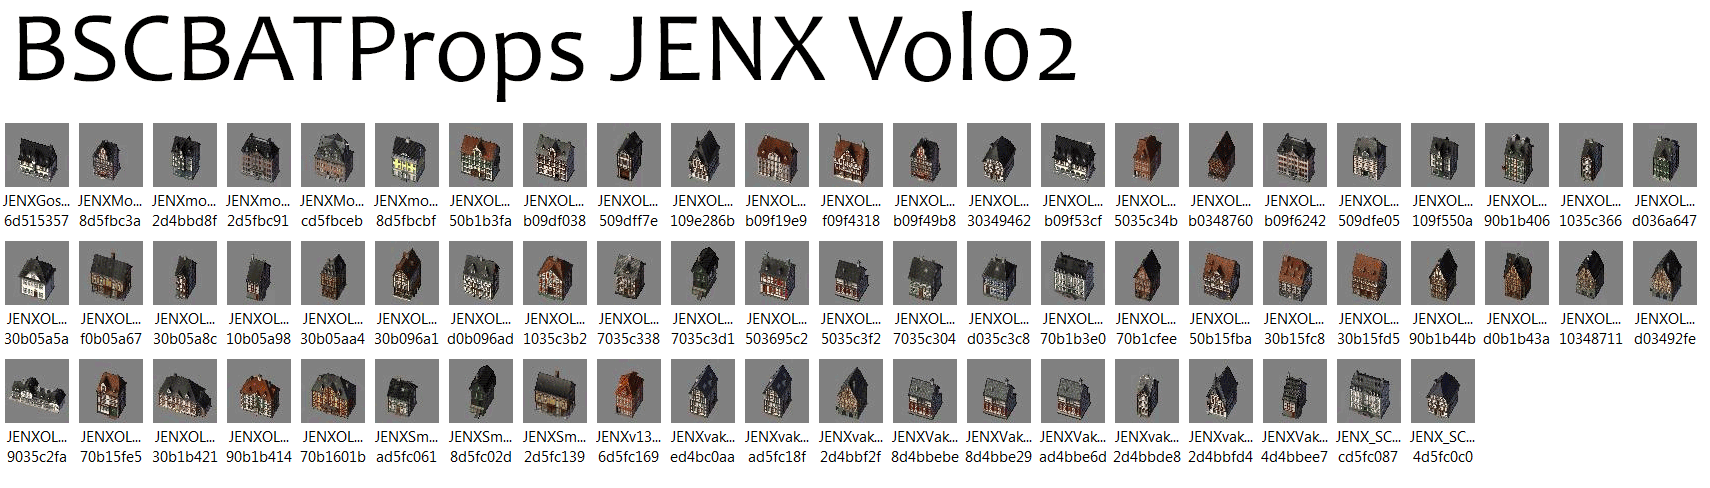 BSCBATProps JENX Vol02
JENXGos... JENXMo... JENXmo... JENXmo... JENXMo... JENXmo... JENXOL... JENXOL... JENXOL... JENXOL... JENXOL... JENXOL... JENXOL... JENXOL... JENXOL... JENXOL... JENXOL... JENXOL... JENXOL... JENXOL... JENXOL... JENXOL... JENXOL...
6d515357 8d5fbc3a 2d4bbd8f 2d5fbc91 cd5fbceb 8d5fbcbf 50b1b3fa b09df038 509dff7e 109e286b b09f19e9 f09f4318 b09f49b8 30349462 b09f53cf 5035c34b b0348760 b09f6242 509dfe05 109f550a 90b1b406 1035c366 d036a647
JENXOL... JENXOL... JENXOL... JENXOL... JENXOL... JENXOL... JENXOL... JENXOL... JENXOL... JENXOL... JENXOL... JENXOL... JENXOL... JENXOL... JENXOL... JENXOL... JENXOL... JENXOL... JENXOL... JENXOL... JENXOL... JENXOL... JENXOL...
30b05a5a f0b05a67 30b05a8c 10b05a98 30b05aa4 30b096a1 d0b096ad 1035c3b2 7035c338 7035c3d1 503695c2 5035c3f2 7035c304 d035c3c8 70b1b3e0 70b1cfee 50b15fba 30b15fc8 30b15fd5 90b1b44b d0b1b43a 10348711 d03492fe
JENXOL... JENXOL... JENXOL... JENXOL... JENXOL... JENXSm... JENXSm... JENXSm... JENXv13... JENXvak... JENXvak... JENXvak... JENXVak... JENXVak... JENXVak... JENXvak... JENXvak... JENXVak... JENX_SC... JENX_SC...
9035c2fa 70b15fe5 30b1b421 90b1b414 70b1601b ad5fc061 8d5fc02d 2d5fc139 6d5fc169 ed4bc0aa ad5fc18f 2d4bbf2f 8d4bbebe 8d4bbe29 ad4bbe6d 2d4bbde8 2d4bbfd4 4d4bbee7 cd5fc087 4d5fc0c0